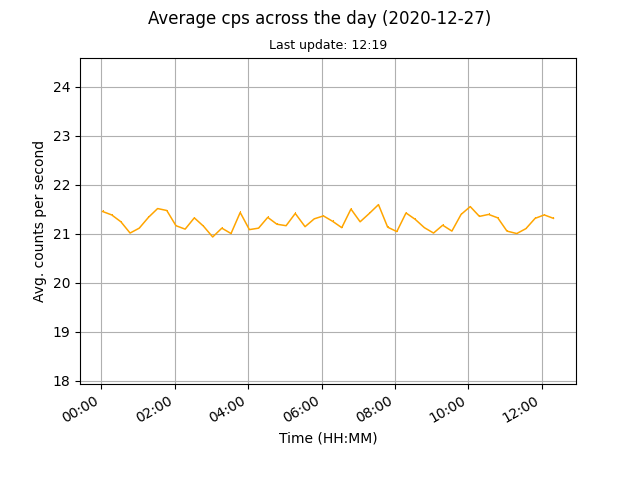 Average cps across the day (2020-12-27)
Last update: 12:19
24
23
22
21
20
19
18
Avg. counts per second
00:00 02:00 04:00 06:00 08:00 10:00 12:00
Time (HH:MM)